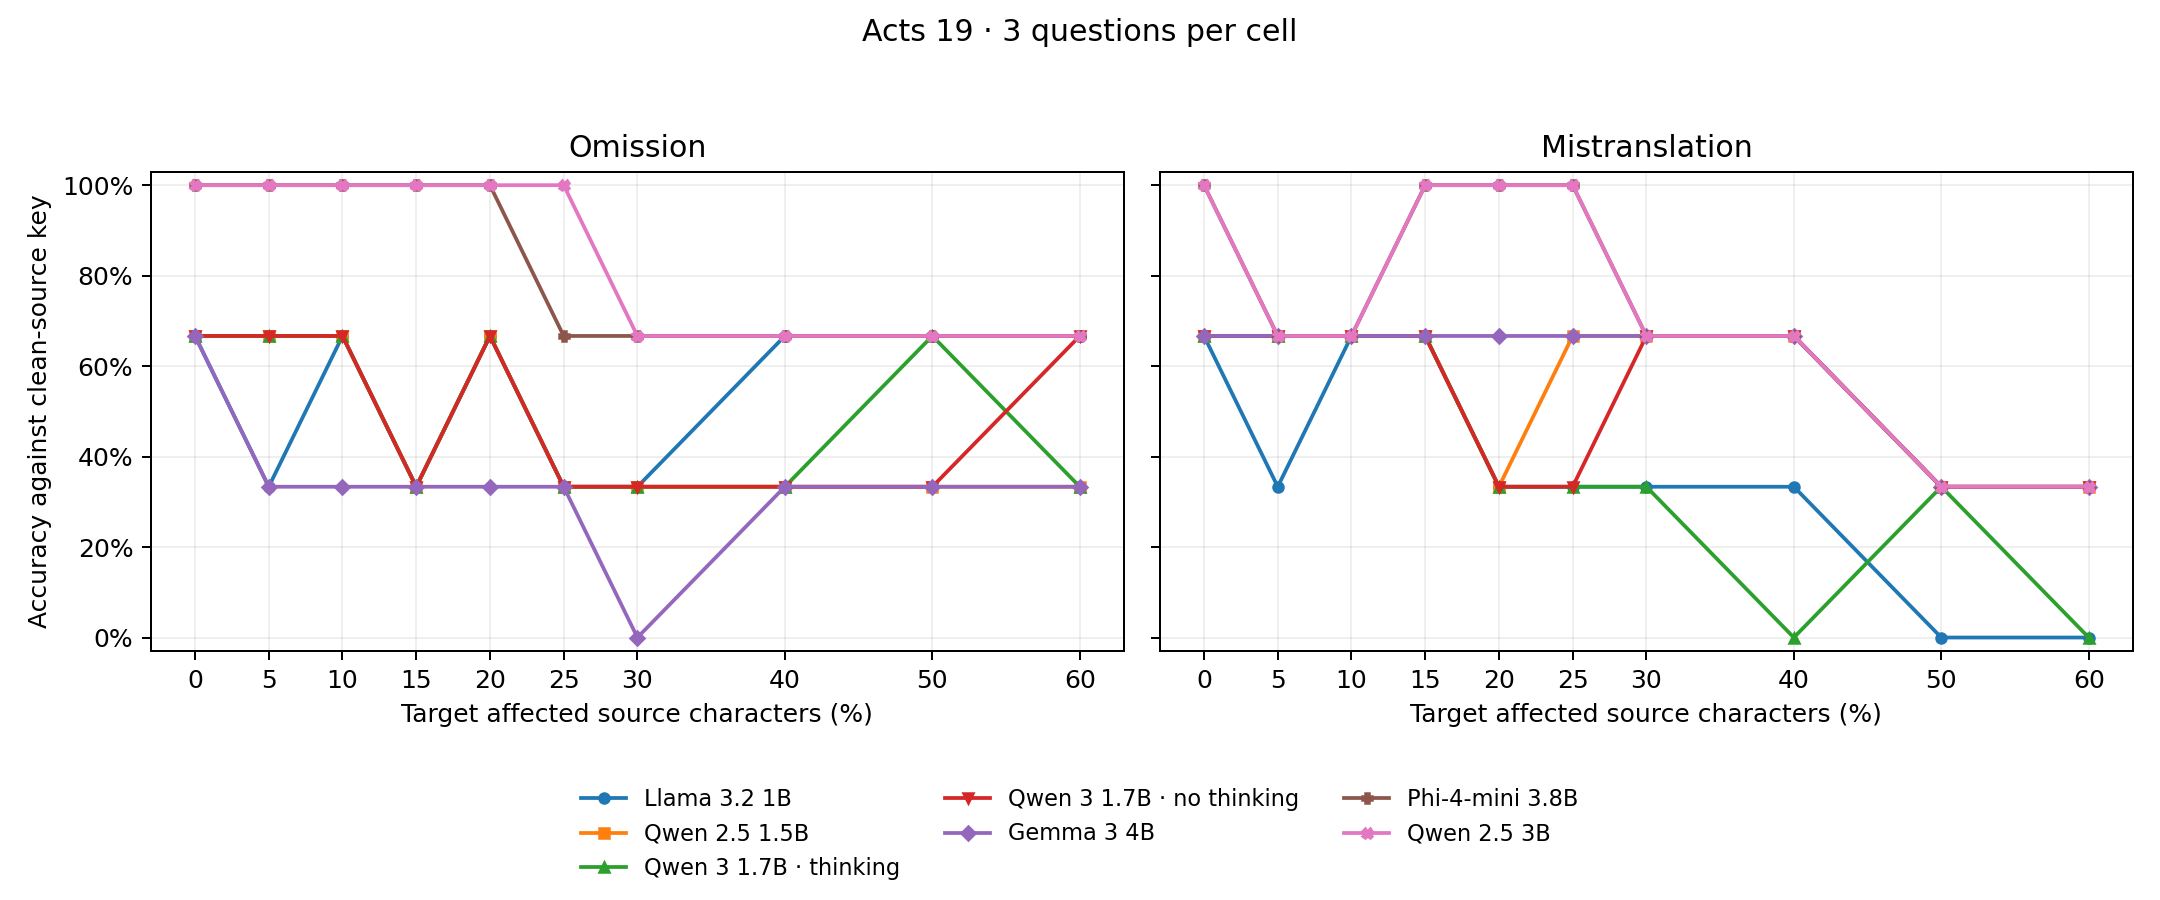 Acts 19 · 3 questions per cell
Omission
Mistranslation
Accuracy against clean-source key
100%
80%
60%
40%
20%
0%
0 5 10 15 20 25 30 40 50 60
0 5 10 15 20 25 30 40 50 60
Target affected source characters (%)
Target affected source characters (%)
Llama 3.2 1B
Qwen 2.5 1.5B
Qwen 3 1.7B · thinking
Qwen 3 1.7B · no thinking
Gemma 3 4B
Phi-4-mini 3.8B
Qwen 2.5 3B